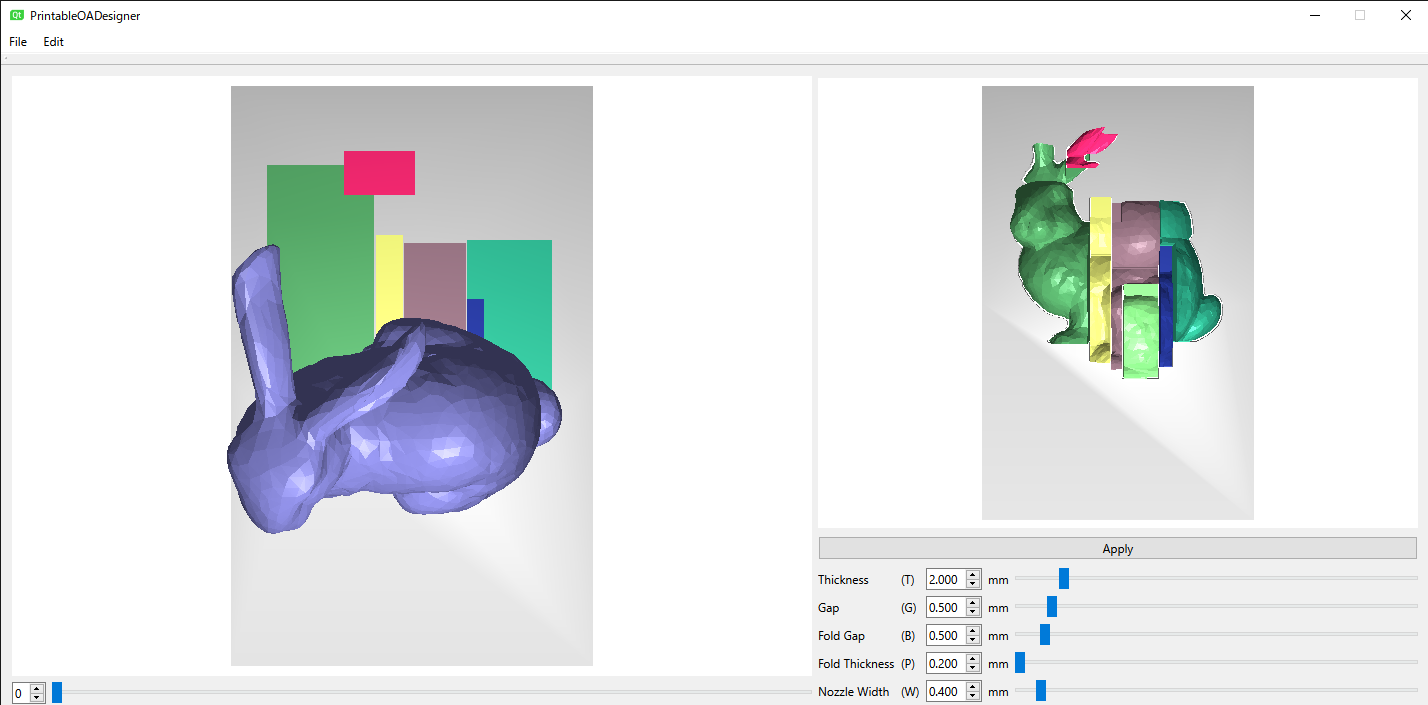 Qt PrintableOADesigner
File Edit
Apply
Thickness (T) 2.000 mm
Gap (G) 0.500 mm
Fold Gap (B) 0.500 mm
Fold Thickness (P) 0.200 mm
0
Nozzle Width (W) 0.400 mm